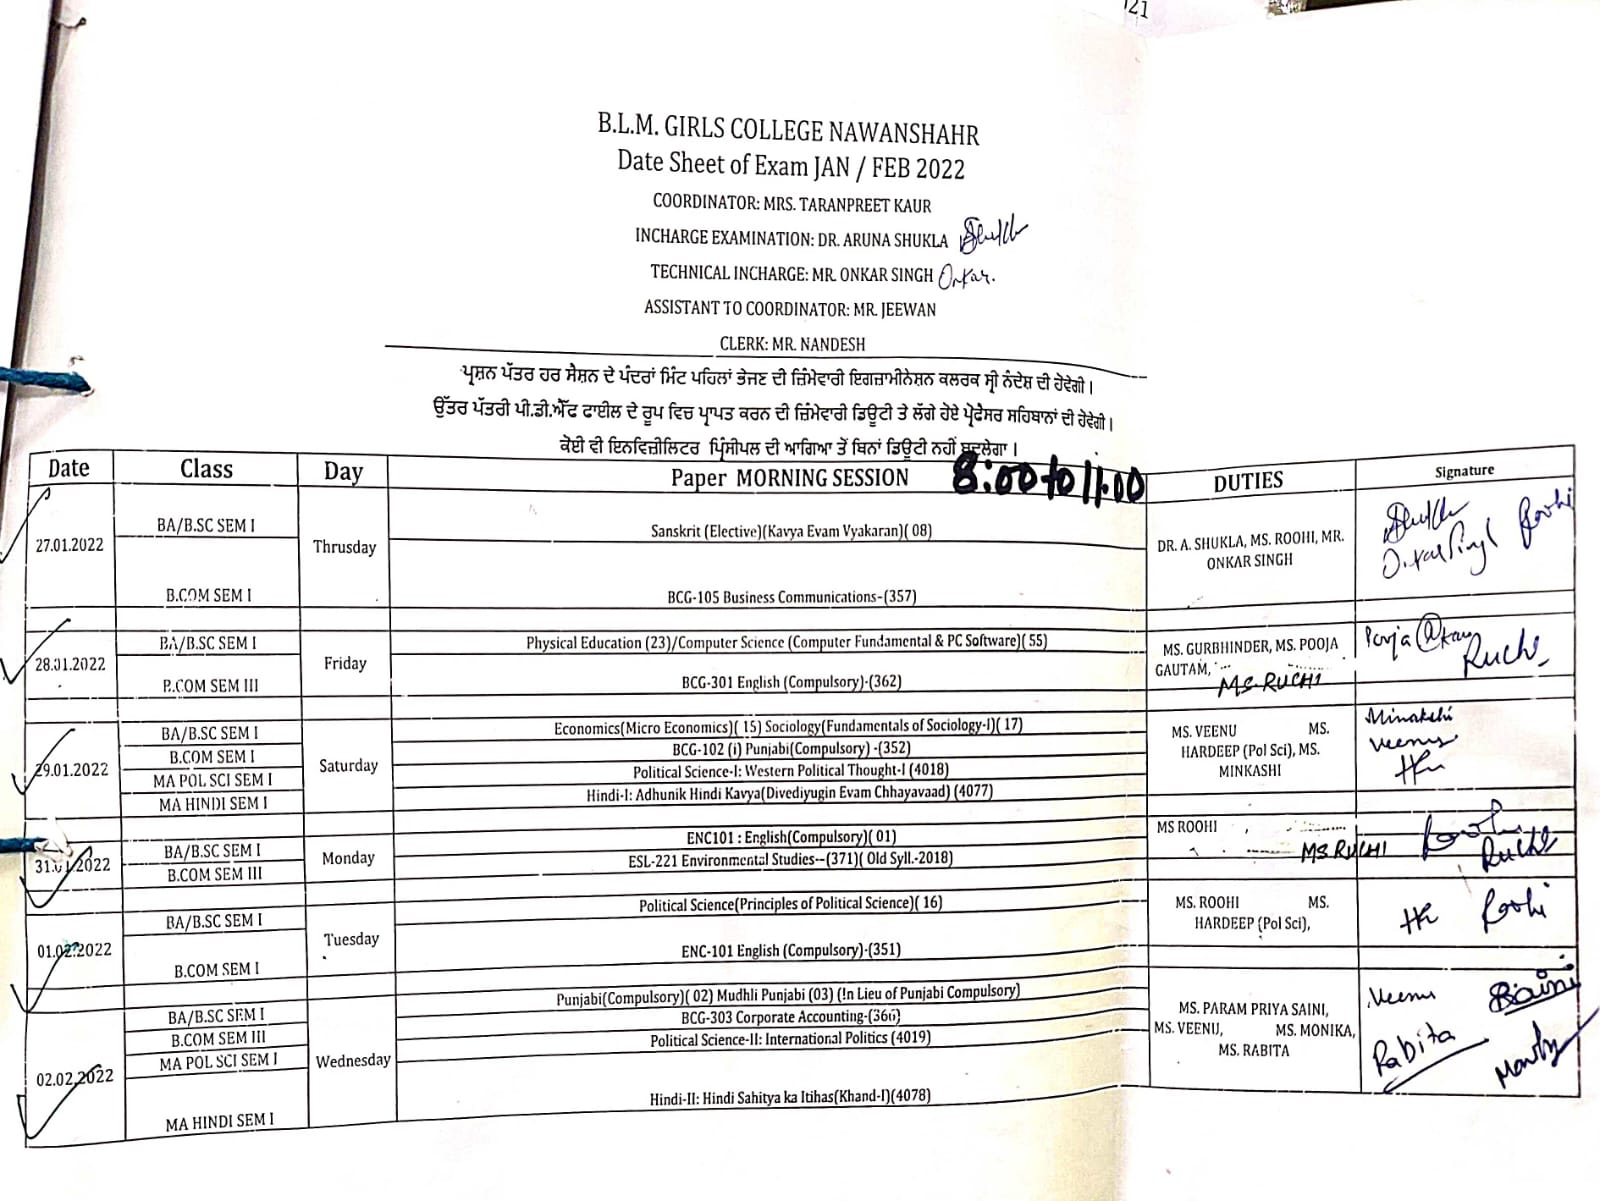 021
B.L.M. GIRLS COLLEGE NAWANSHAHR
Date Sheet of Exam JAN / FEB 2022
COORDINATOR: MRS. TARANPREET KAUR
INCHARGE EXAMINATION: DR. ARUNA SHUKLA
TECHNICAL INCHARGE: MR. ONKAR SINGH Onkar.
ASSISTANT TO COORDINATOR: MR. JEEWAN
CLERK: MR. NANDESH
ਪ੍ਰਸ਼ਨ ਪੱਤਰ ਹਰ ਸੈਸ਼ਨ ਦੇ ਪੰਦਰਾਂ ਮਿੰਟ ਪਹਿਲਾਂ ਭੇਜਣ ਦੀ ਜ਼ਿੰਮੇਵਾਰੀ ਇਗਜ਼ਾਮੀਨੇਸ਼ਨ ਕਲਰਕ ਸ੍ਰੀ ਨੰਦੇਸ਼ ਦੀ ਹੋਵੇਗੀ।
ਉੱਤਰ ਪੱਤਰੀ ਪੀ.ਡੀ.ਐੱਫ ਫਾਈਲ ਦੇ ਰੂਪ ਵਿਚ ਪ੍ਰਾਪਤ ਕਰਨ ਦੀ ਜ਼ਿੰਮੇਵਾਰੀ ਡਿਊਟੀ ਤੇ ਲੱਗੇ ਹੋਏ ਪ੍ਰੋਫੈਸਰ ਸਹਿਬਾਨਾਂ ਦੀ ਹੋਵੇਗੀ।
ਕੋਈ ਵੀ ਇਨਵਿਜ਼ੀਲਿਟਰ ਪ੍ਰਿੰਸੀਪਲ ਦੀ ਆਗਿਆ ਤੋਂ ਬਿਨਾਂ ਡਿਊਟੀ ਨਹੀਂ ਬਦਲੇਗਾ।
Date Class Day Paper MORNING SESSION 8:00 to 11.00 DUTIES Signature
27.01.2022 Thrusday
BA/B.SC SEM I Sanskrit (Elective)(Kavya Evam Vyakaran)( 08)
B.COM SEM I BCG-105 Business Communications-(357)
DR. A. SHUKLA, MS. ROOHI, MR.
ONKAR SINGH
Roohi
28.01.2022 Friday
BA/B.SC SEM I Physical Education (23)/Computer Science (Computer Fundamental & PC Software)( 55)
B.COM SEM III BCG-301 English (Compulsory)-(362)
MS. GURBHINDER, MS. POOJA
GAUTAM,
MS. RUCHI
Pooja
Ruchi
29.01.2022 Saturday
BA/B.SC SEM I Economics(Micro Economics)( 15) Sociology(Fundamentals of Sociology-I)( 17)
B.COM SEM I BCG-102 (i) Punjabi(Compulsory) -(352)
MA POL SCI SEM I Political Science-I: Western Political Thought-I (4018)
MA HINDI SEM I Hindi-I: Adhunik Hindi Kavya(Divediyugin Evam Chhayavaad) (4077)
MS. VEENU MS.
HARDEEP (Pol Sci), MS.
MINKASHI
Minakshi
Veenu
31.01.2022 Monday
BA/B.SC SEM I ENC101 : English(Compulsory)( 01)
B.COM SEM III ESL-221 Environmental Studies--(371)( Old Syll.-2018)
MS ROOHI
MS RUCHI
Roohi
Ruchi
01.02.2022 Tuesday
BA/B.SC SEM I Political Science(Principles of Political Science)( 16)
B.COM SEM I ENC-101 English (Compulsory)-(351)
MS. ROOHI MS.
HARDEEP (Pol Sci),
Roohi
02.02.2022 Wednesday
Punjabi(Compulsory)( 02) Mudhli Punjabi (03) (In Lieu of Punjabi Compulsory)
BA/B.SC SEM I BCG-303 Corporate Accounting-(366)
B.COM SEM III Political Science-II: International Politics (4019)
MA POL SCI SEM I
MA HINDI SEM I Hindi-II: Hindi Sahitya ka Itihas(Khand-I)(4078)
MS. PARAM PRIYA SAINI,
MS. VEENU, MS. MONIKA,
MS. RABITA
Veenu Saini
Rabita